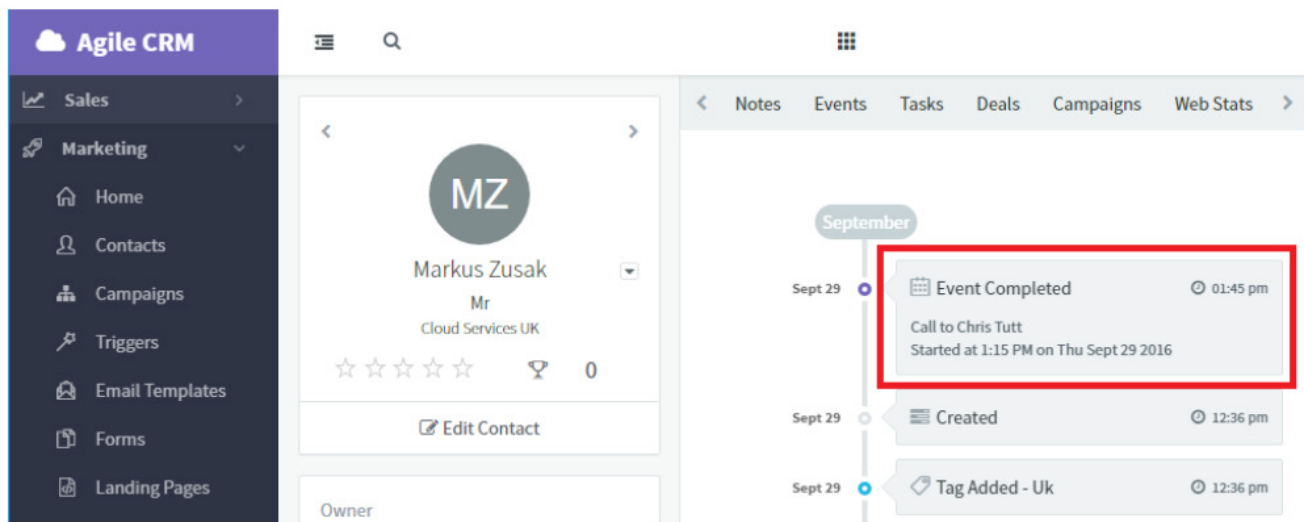 Agile CRM
Sales
Marketing
Home
Contacts
Campaigns
Triggers
Email Templates
Forms
Landing Pages
MZ
Markus Zusak
Mr
Cloud Services UK
0
Edit Contact
Owner
Notes Events Tasks Deals Campaigns Web Stats
September
Sept 29 Event Completed 01:45 pm
Call to Chris Tutt
Started at 1:15 PM on Thu Sept 29 2016
Sept 29 Created 12:36 pm
Sept 29 Tag Added - Uk 12:36 pm